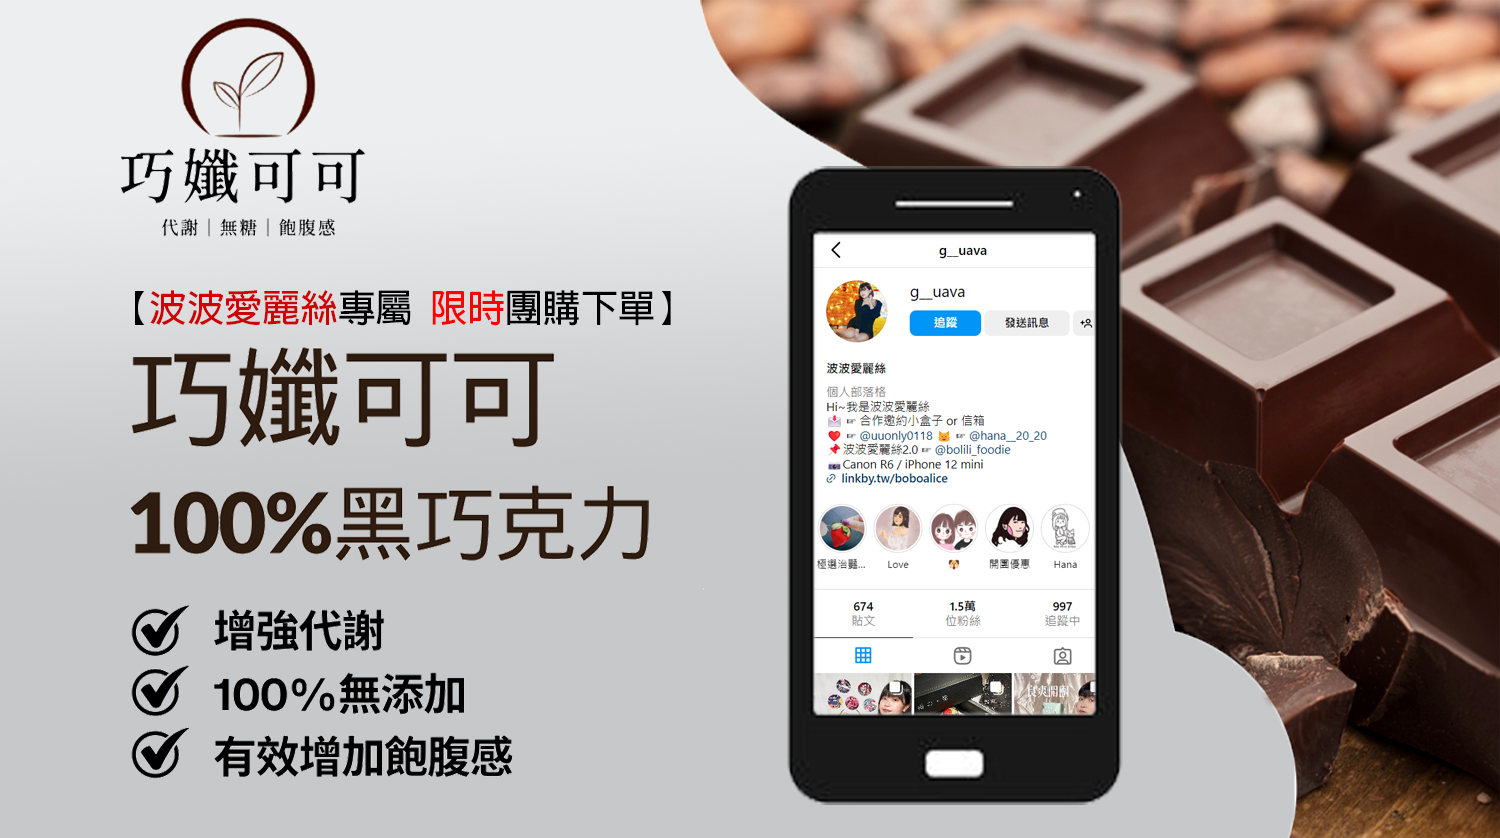 巧孅可可
代謝｜無糖｜飽腹感
【波波愛麗絲專屬 限時團購下單】
巧孅可可
100%黑巧克力
增強代謝
100%無添加
有效增加飽腹感
g__uava
g__uava
追蹤
發送訊息
波波愛麗絲
個人部落格
Hi~我是波波愛麗絲
📩 ☞ 合作邀約小盒子 or 信箱
❤️ ☞ @uuonly0118 🐱 ☞ @hana__20_20
📌 波波愛麗絲2.0 ☞ @bolili_foodie
📷 Canon R6 / iPhone 12 mini
linkby.tw/boboalice
極選治豔...
Love
🐶
開團優惠
Hana
674
貼文
1.5萬
位粉絲
997
追蹤中